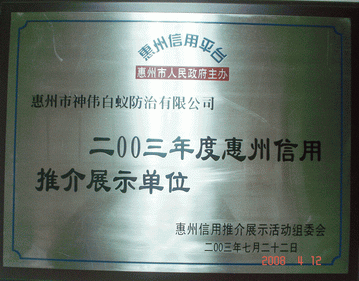 惠州信用平台
惠州市人民政府主办
惠州市神伟白蚁防治有限公司
二00三年度惠州信用
推介展示单位
惠州信用推介展示活动组委会
二00三年七月二十二日
2008 4 12